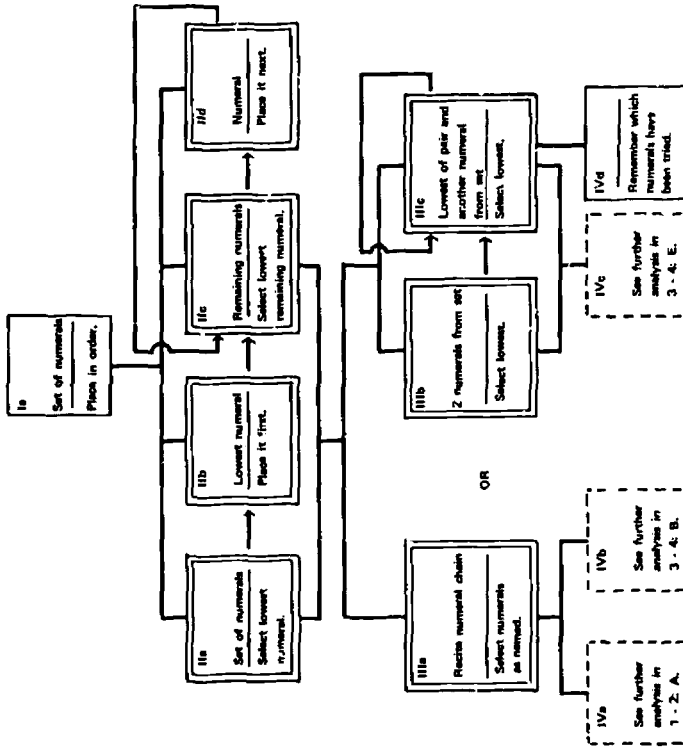 Ia
Set of numerals
Place in order.
IIa
Set of numerals
Select lowest
numeral.
IIb
Lowest numeral
Place it first.
IIc
Remaining numerals
Select lowest
remaining numeral.
IId
Numeral
Place it next.
IIIa
Recite numeral chain
Select numerals
as named.
OR
IIIb
2 numerals from set
Select lowest.
IIIc
Lowest of pair and
another numeral
from set
Select lowest.
IVa
See further
analysis in
1 - 2: A.
IVb
See further
analysis in
3 - 4: B.
IVc
See further
analysis in
3 - 4: E.
IVd
Remember which
numerals have
been tried.